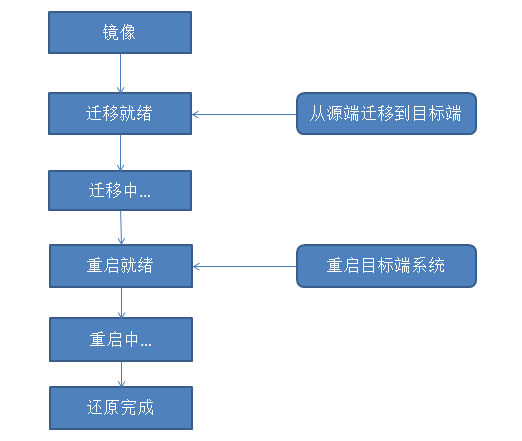 镜像
迁移就绪
从源端迁移到目标端
迁移中...
重启就绪
重启目标端系统
重启中...
还原完成